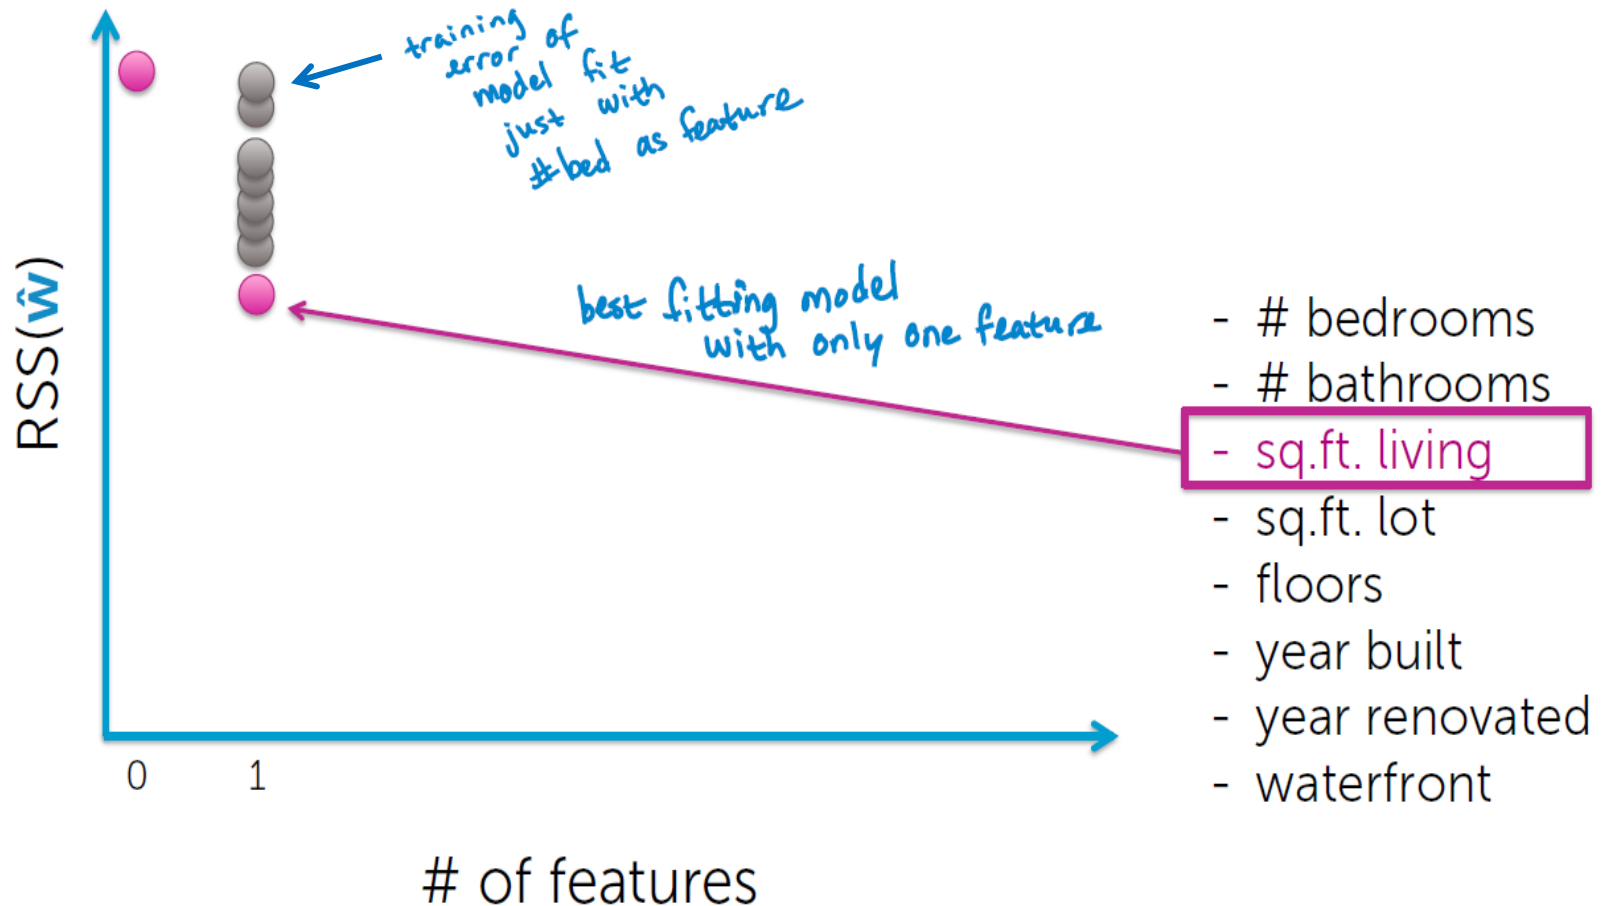 training
error of
model fit
just with
#bed as feature
best fitting model
with only one feature
RSS(ŵ)
- # bedrooms
- # bathrooms
- sq.ft. living
- sq.ft. lot
- floors
- year built
- year renovated
- waterfront
0 1
# of features